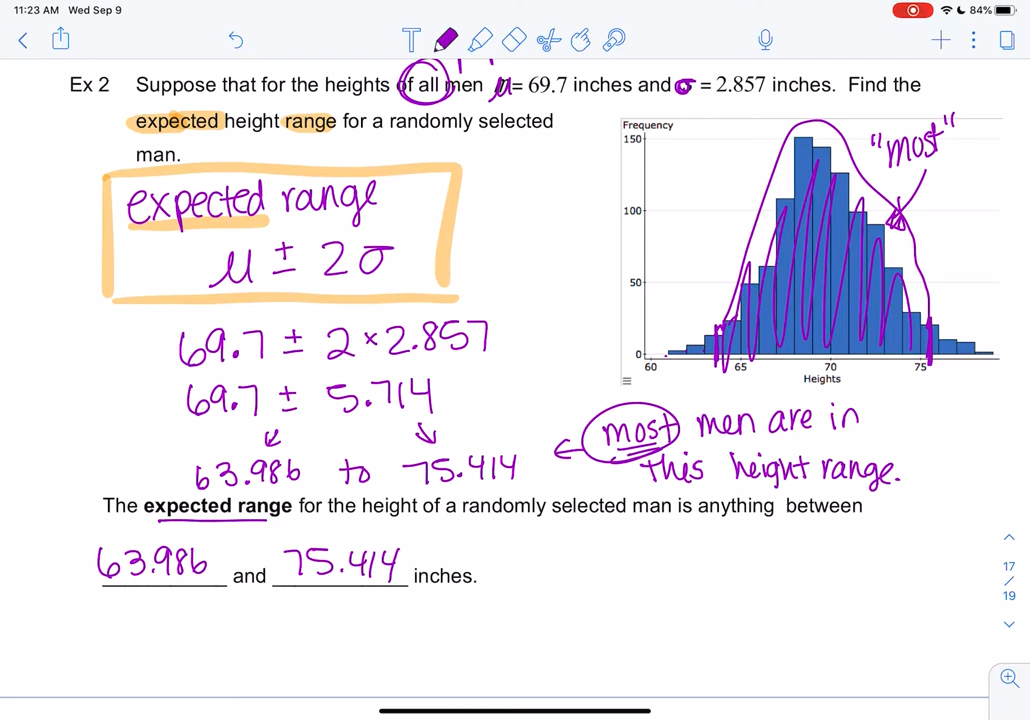 11:23 AM Wed Sep 9
84%
Ex 2 Suppose that for the heights of all men μ = 69.7 inches and σ = 2.857 inches. Find the
expected height range for a randomly selected
man.
expected range
μ ± 2σ
69.7 ± 2 × 2.857
69.7 ± 5.714
63.986 to 75.414
Frequency
150
100
50
0
60 65 70 75
Heights
"most"
most men are in
this height range.
The expected range for the height of a randomly selected man is anything between
63.986 and 75.414 inches.
17
/
19